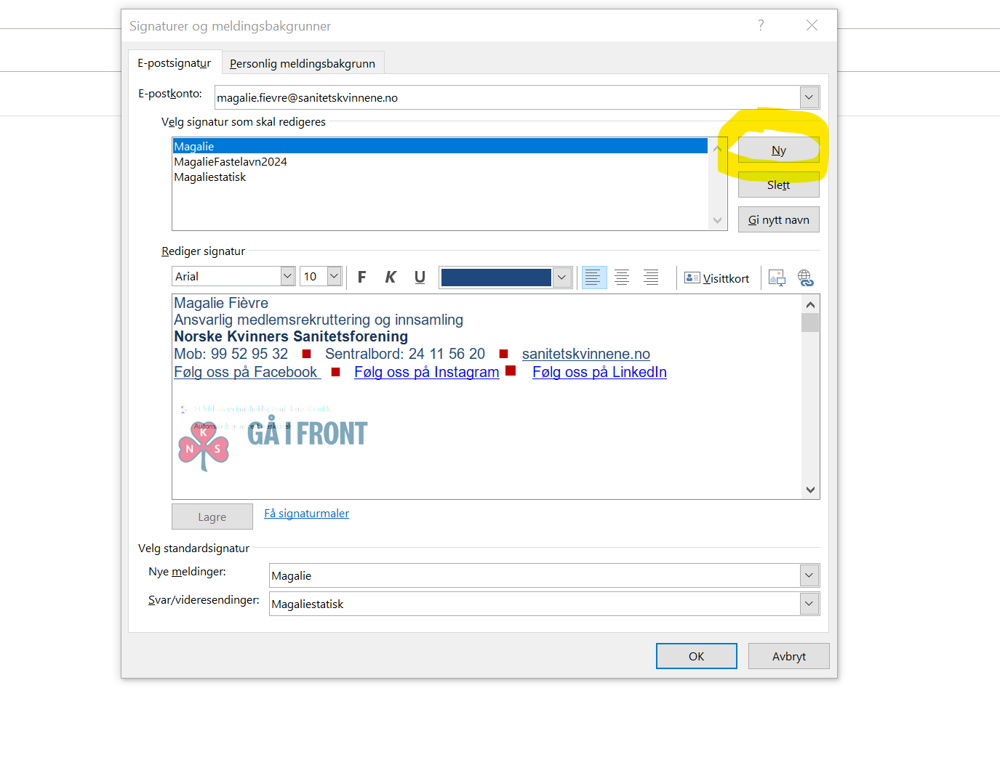 Signaturer og meldingsbakgrunner
?
E-postsignatur
Personlig meldingsbakgrunn
E-postkonto:
magalie.fievre@sanitetskvinnene.no
Velg signatur som skal redigeres
Magalie
MagalieFastelavn2024
Magaliestatisk
Ny
Slett
Gi nytt navn
Rediger signatur
Arial
10
F
K
U
Visittkort
Magalie Fièvre
Ansvarlig medlemsrekruttering og innsamling
Norske Kvinners Sanitetsforening
Mob: 99 52 95 32 ■ Sentralbord: 24 11 56 20 ■ sanitetskvinnene.no
Følg oss på Facebook ■ Følg oss på Instagram ■ Følg oss på LinkedIn
GÅ I FRONT
N K S
Lagre
Få signaturmaler
Velg standardsignatur
Nye meldinger:
Magalie
Svar/videresendinger:
Magaliestatisk
OK
Avbryt